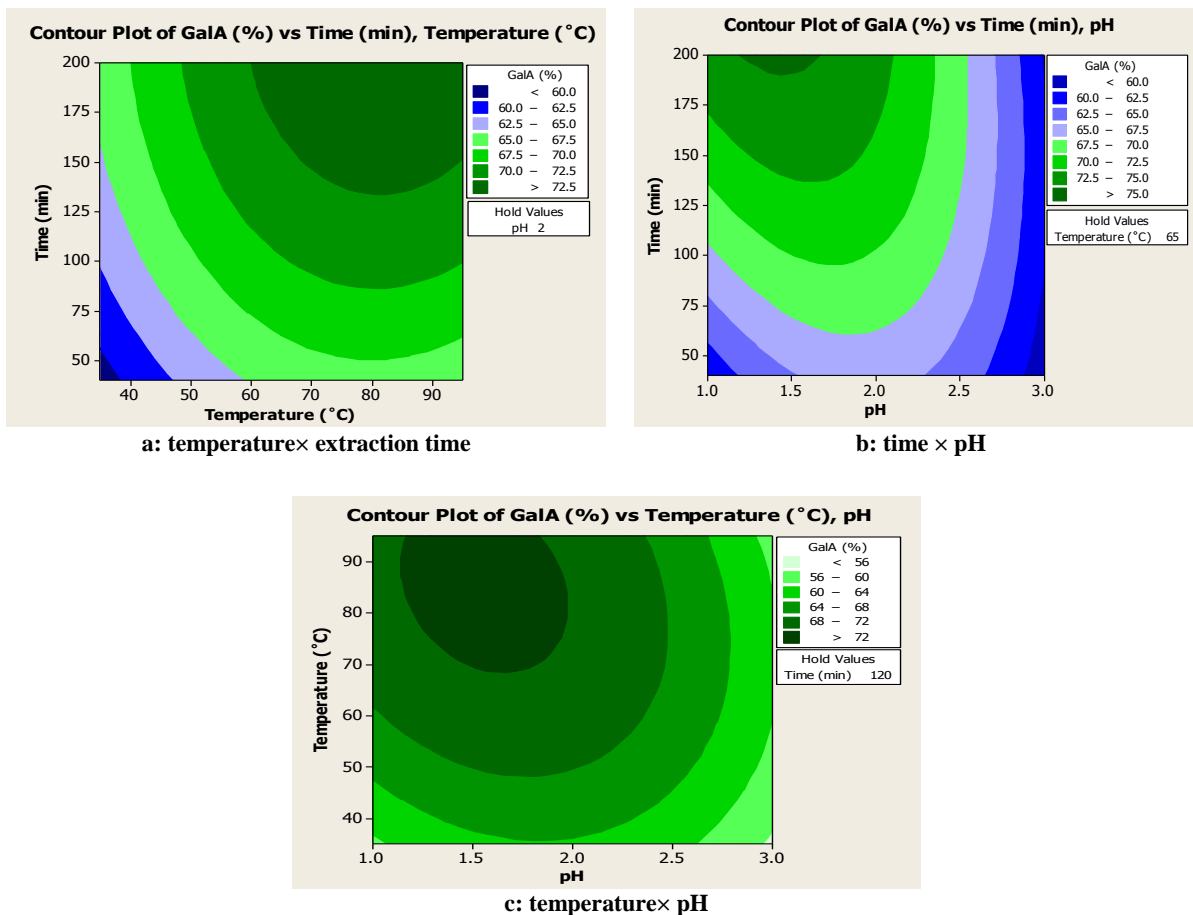 Contour Plot of GalA (%) vs Time (min), Temperature (˚C)
Time (min)
200
175
150
125
100
75
50
40 50 60 70 80 90
Temperature (˚C)
GalA (%)
< 60.0
60.0 – 62.5
62.5 – 65.0
65.0 – 67.5
67.5 – 70.0
70.0 – 72.5
> 72.5
Hold Values
pH 2
a: temperature× extraction time
Contour Plot of GalA (%) vs Time (min), pH
Time (min)
200
175
150
125
100
75
50
1.0 1.5 2.0 2.5 3.0
pH
GalA (%)
< 60.0
60.0 – 62.5
62.5 – 65.0
65.0 – 67.5
67.5 – 70.0
70.0 – 72.5
72.5 – 75.0
> 75.0
Hold Values
Temperature (˚C) 65
b: time × pH
Contour Plot of GalA (%) vs Temperature (˚C), pH
Temperature (˚C)
90
80
70
60
50
40
1.0 1.5 2.0 2.5 3.0
pH
GalA (%)
< 56
56 – 60
60 – 64
64 – 68
68 – 72
> 72
Hold Values
Time (min) 120
c: temperature× pH